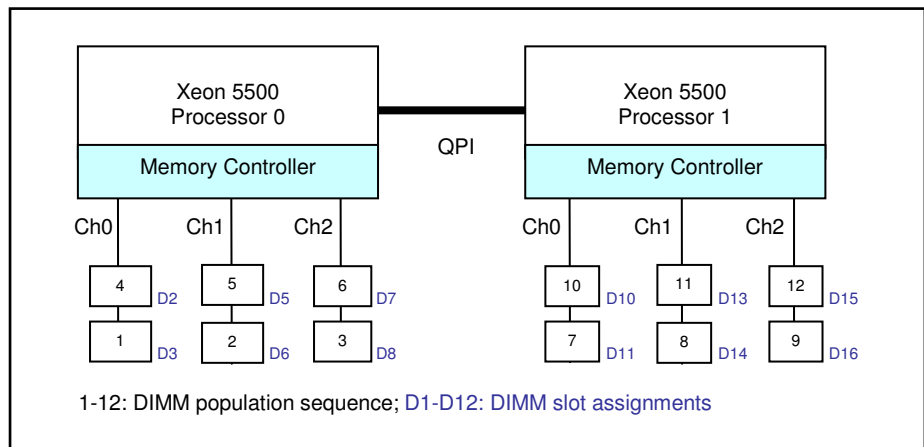 Xeon 5500
Processor 0
Xeon 5500
Processor 1
QPI
Memory Controller
Memory Controller
Ch0 Ch1 Ch2 Ch0 Ch1 Ch2
4 D2 5 D5 6 D7 10 D10 11 D13 12 D15
1 D3 2 D6 3 D8 7 D11 8 D14 9 D16
1-12: DIMM population sequence; D1-D12: DIMM slot assignments